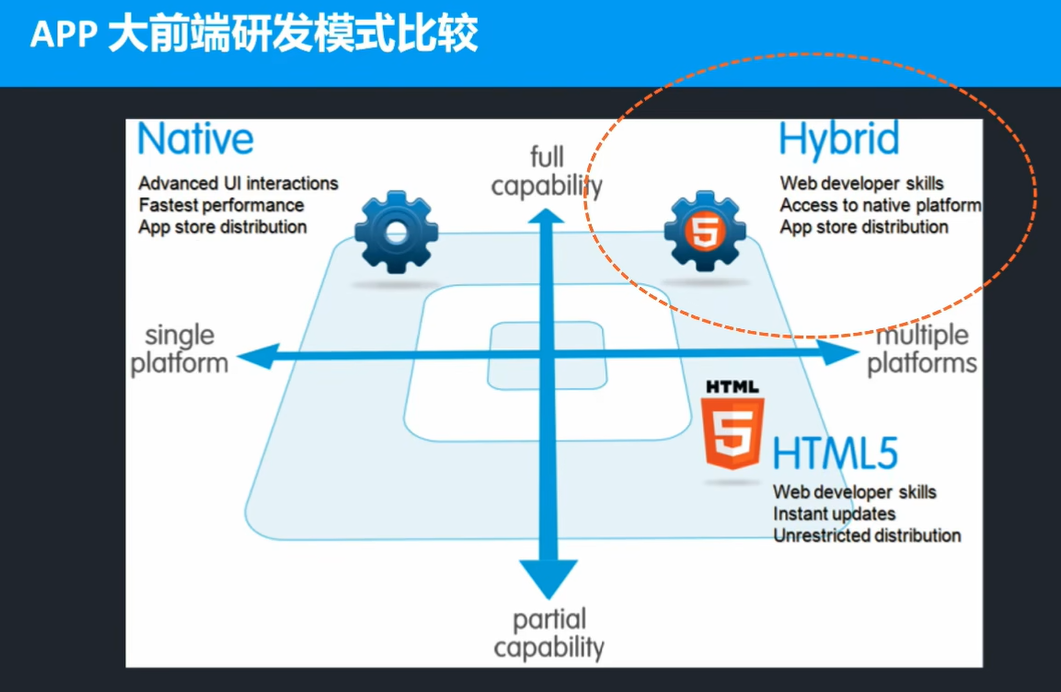 APP 大前端研发模式比较
Native
Advanced UI interactions
Fastest performance
App store distribution
full
capability
5
Hybrid
Web developer skills
Access to native platform
App store distribution
single
platform
multiple
platforms
HTML
5
HTML5
Web developer skills
Instant updates
Unrestricted distribution
partial
capability